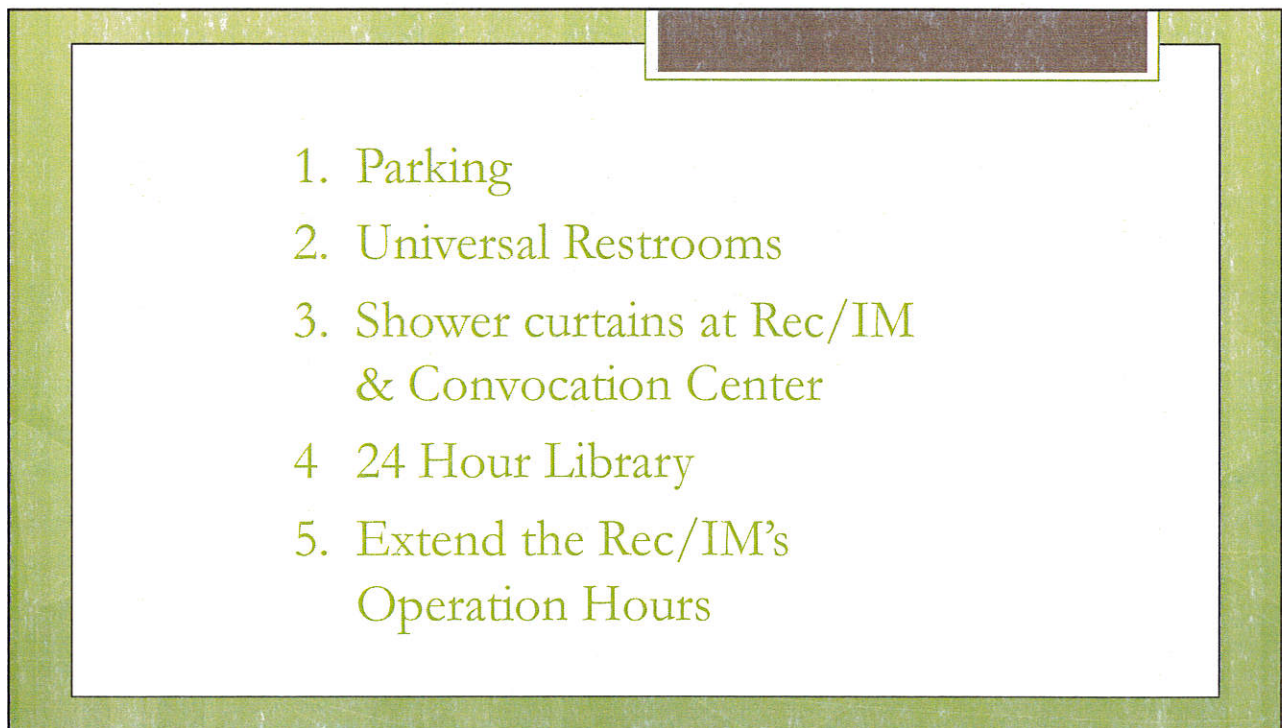 1. Parking
2. Universal Restrooms
3. Shower curtains at Rec/IM
& Convocation Center
4 24 Hour Library
5. Extend the Rec/IM’s
Operation Hours